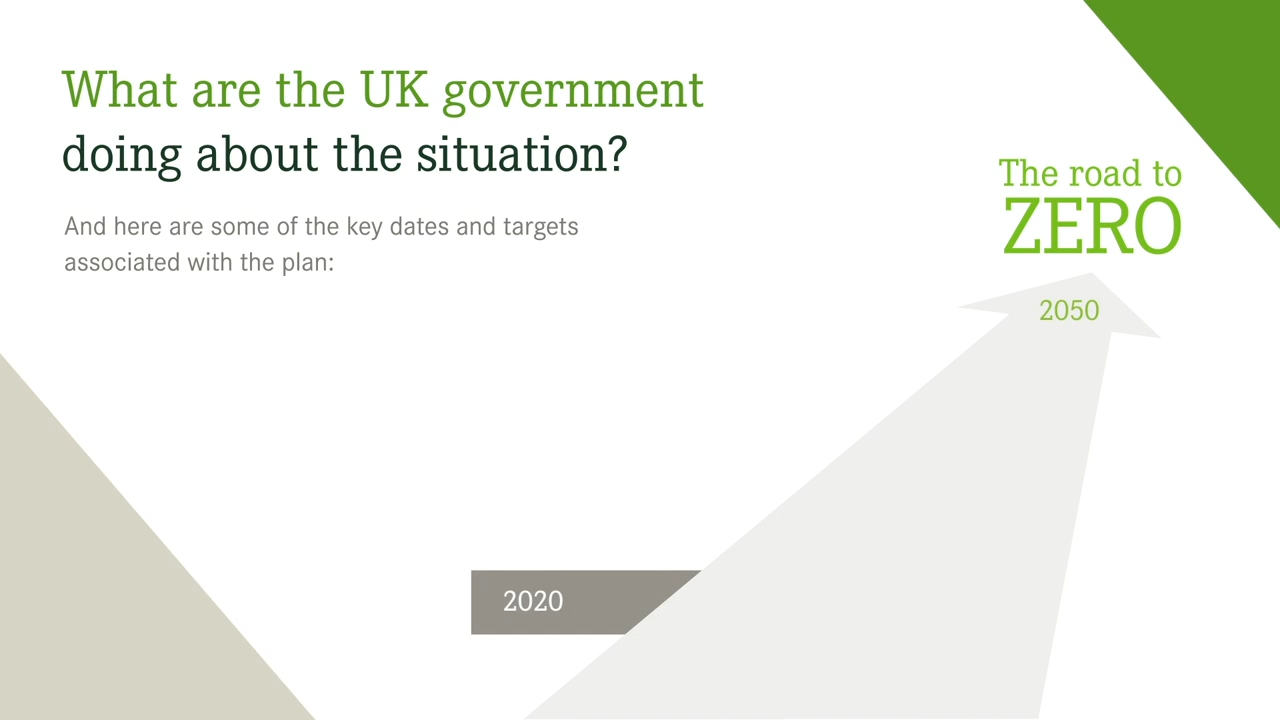 What are the UK government
doing about the situation?
And here are some of the key dates and targets
associated with the plan:
The road to
ZERO
2050
2020